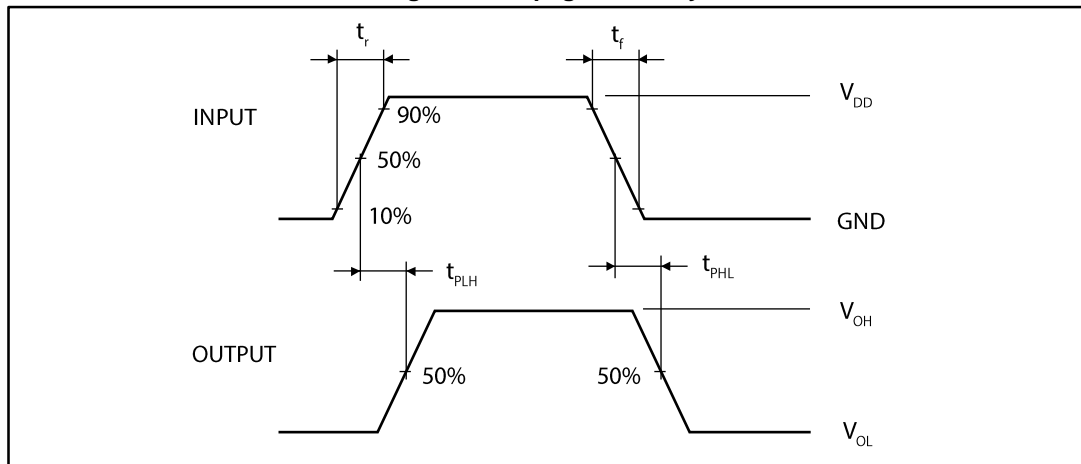 t_r
t_f
V_DD
INPUT
90%
50%
10%
GND
t_PLH
t_PHL
V_OH
OUTPUT
50%
50%
V_OL